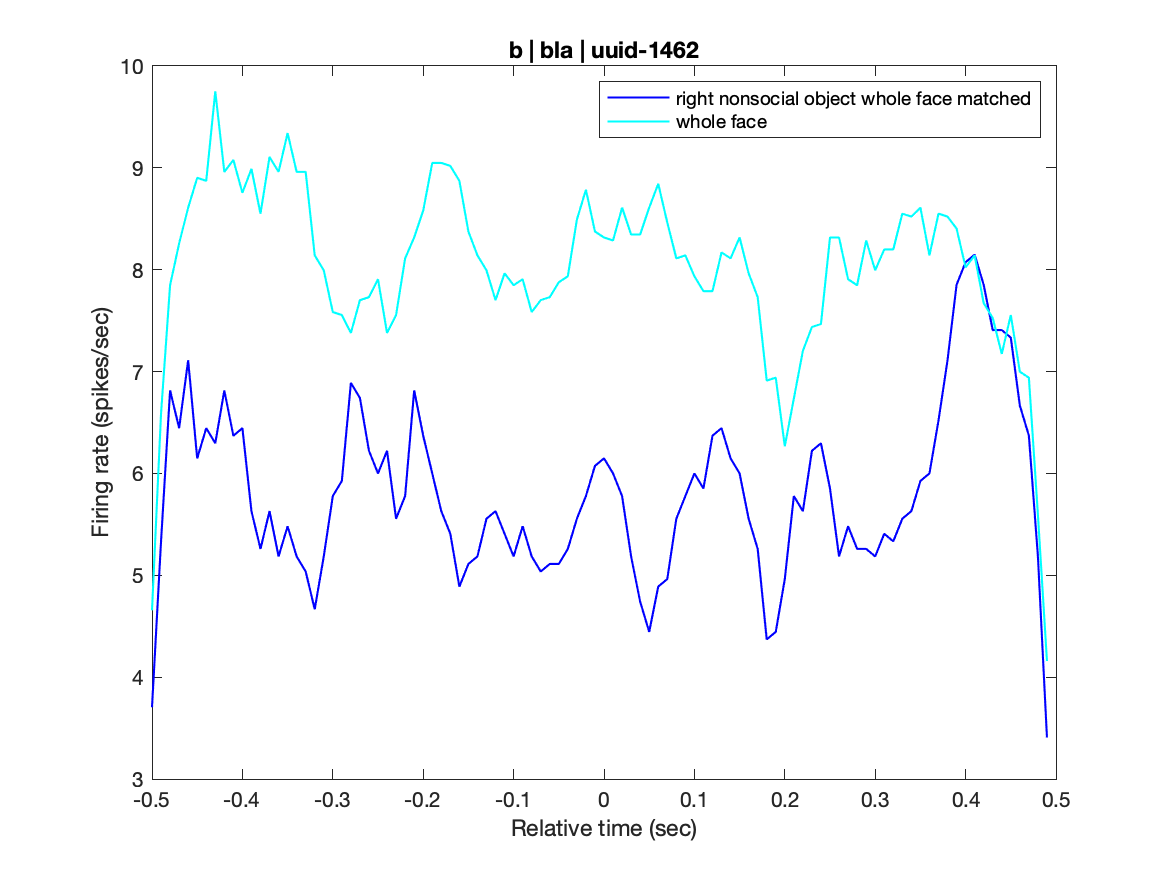 b | bla | uuid-1462
right nonsocial object whole face matched
whole face
10
9
8
7
6
5
4
3
Firing rate (spikes/sec)
-0.5 -0.4 -0.3 -0.2 -0.1 0 0.1 0.2 0.3 0.4 0.5
Relative time (sec)